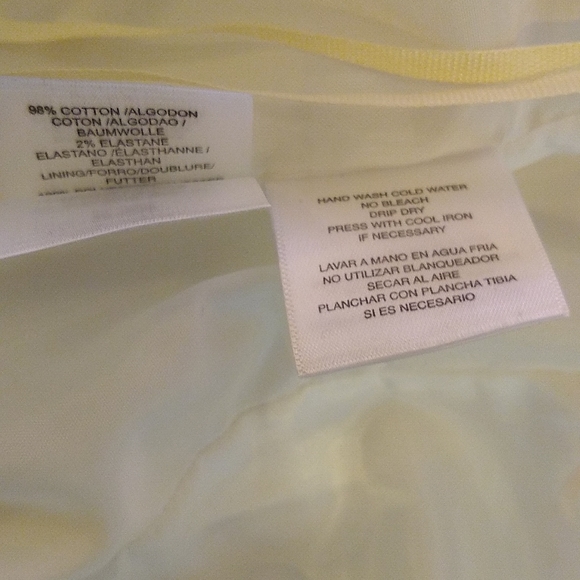 98% COTTON /ALGODON
COTON /ALGODAO /
BAUMWOLLE
2% ELASTANE
ELASTANO /ÉLASTHANNE /
ELASTHAN
LINING/FORRO/DOUBLURE/
FUTTER
HAND WASH COLD WATER
NO BLEACH
DRIP DRY
PRESS WITH COOL IRON
IF NECESSARY
LAVAR A MANO EN AGUA FRIA
NO UTILIZAR BLANQUEADOR
SECAR AL AIRE
PLANCHAR CON PLANCHA TIBIA
SI ES NECESARIO